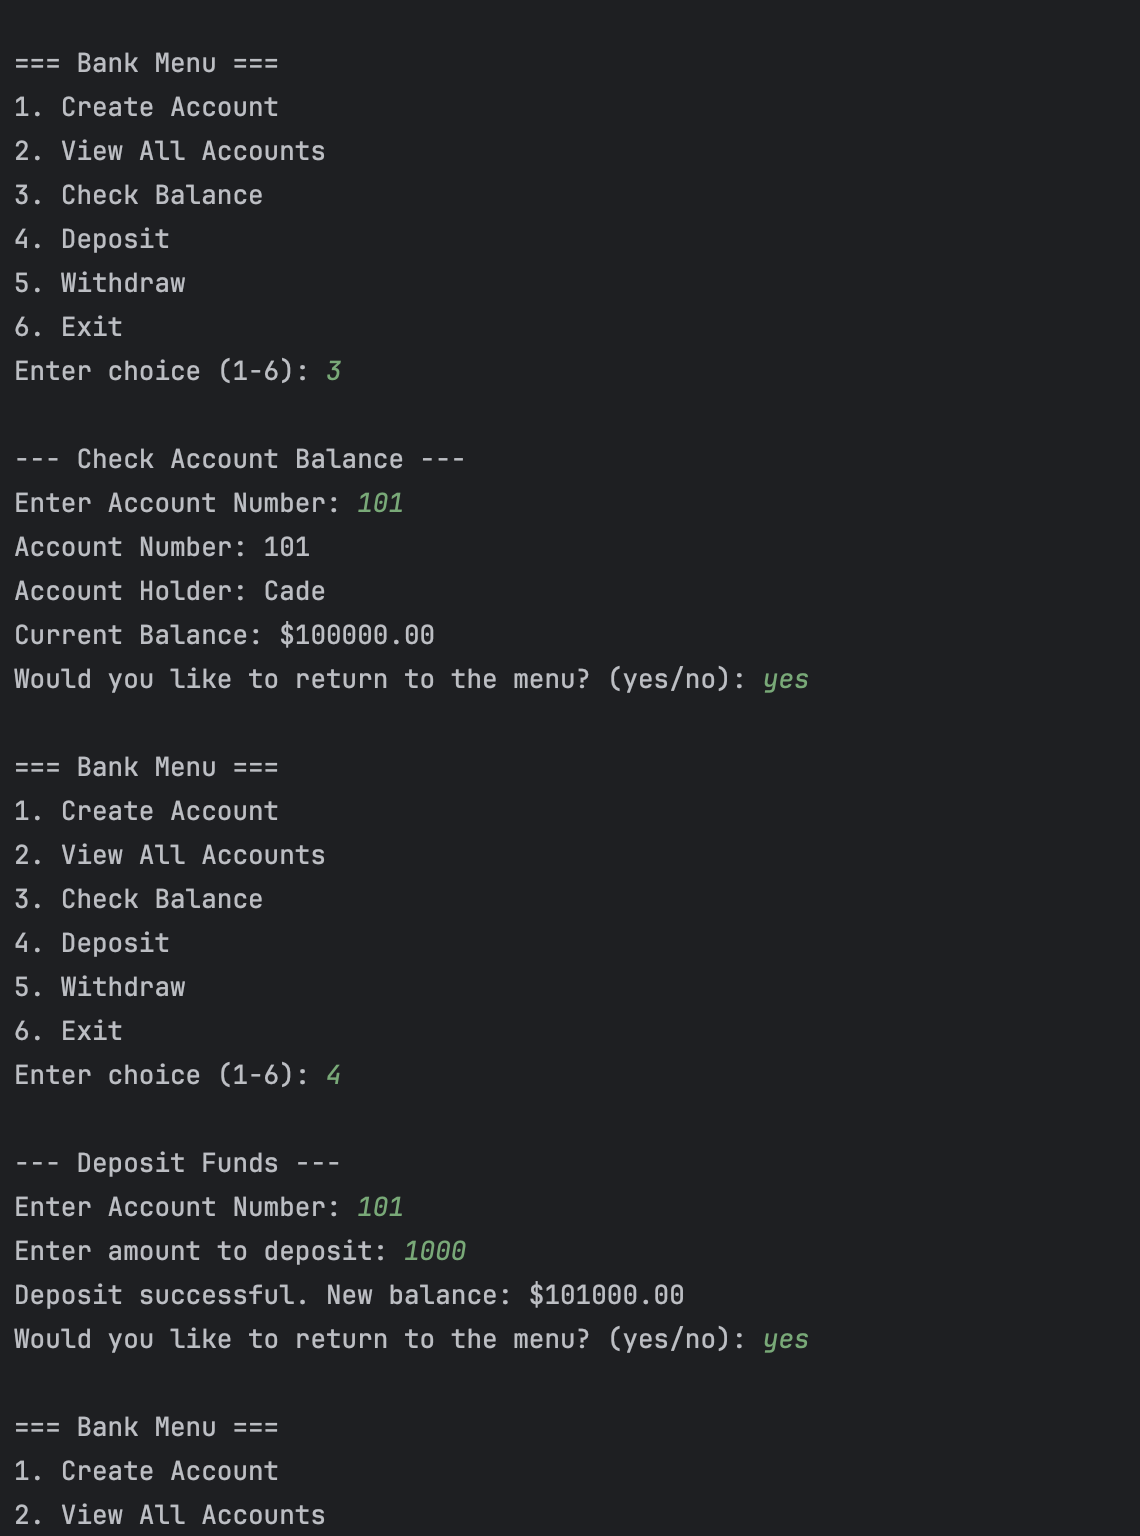 === Bank Menu ===
1. Create Account
2. View All Accounts
3. Check Balance
4. Deposit
5. Withdraw
6. Exit
Enter choice (1-6): 3
--- Check Account Balance ---
Enter Account Number: 101
Account Number: 101
Account Holder: Cade
Current Balance: $100000.00
Would you like to return to the menu? (yes/no): yes
=== Bank Menu ===
1. Create Account
2. View All Accounts
3. Check Balance
4. Deposit
5. Withdraw
6. Exit
Enter choice (1-6): 4
--- Deposit Funds ---
Enter Account Number: 101
Enter amount to deposit: 1000
Deposit successful. New balance: $101000.00
Would you like to return to the menu? (yes/no): yes
=== Bank Menu ===
1. Create Account
2. View All Accounts